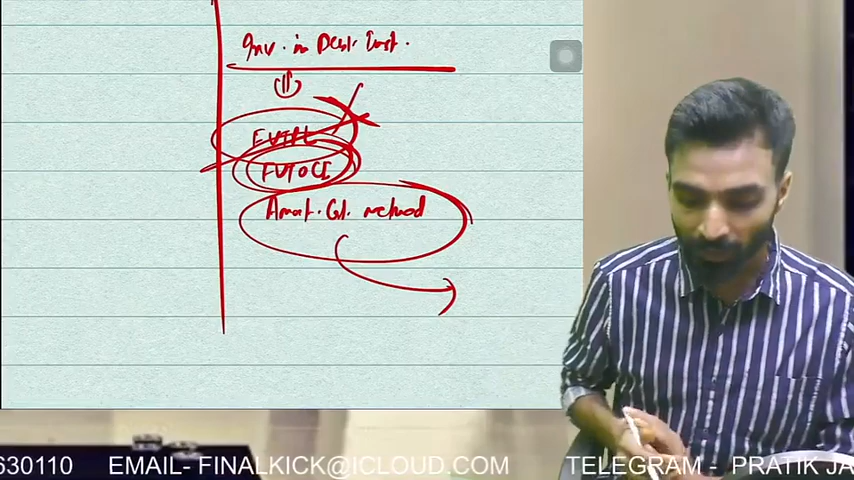 Inv. in Debt. Inst.
FVTPL
FVTOCI
Amort. Cost. method
630110 EMAIL- FINALKICK@ICLOUD.COM TELEGRAM - PRATIK JA